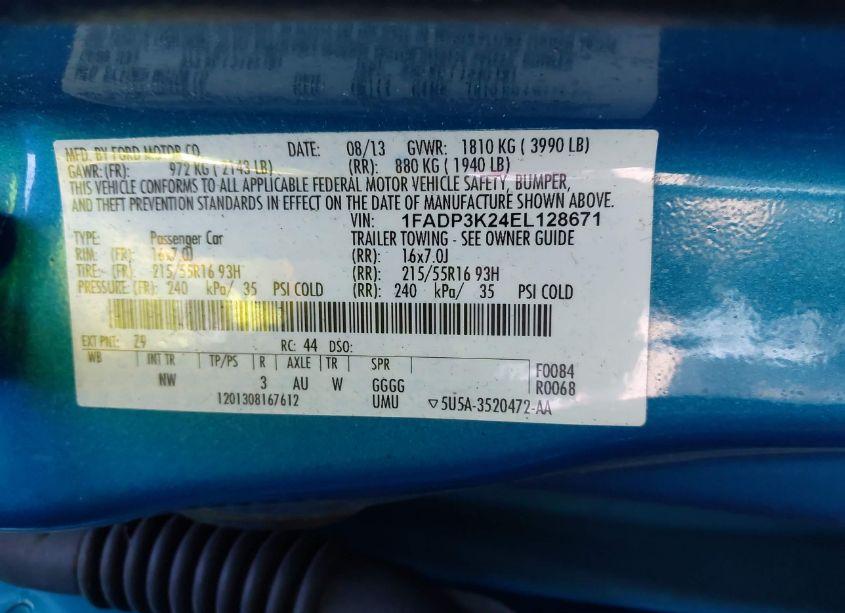 MFD. BY FORD MOTOR CO. DATE: 08/13 GVWR: 1810 KG ( 3990 LB)
GAWR: (FR): 972 KG ( 2143 LB) (RR): 880 KG ( 1940 LB)
THIS VEHICLE CONFORMS TO ALL APPLICABLE FEDERAL MOTOR VEHICLE SAFETY, BUMPER,
AND THEFT PREVENTION STANDARDS IN EFFECT ON THE DATE OF MANUFACTURE SHOWN ABOVE.
VIN: 1FADP3K24EL128671
TYPE: Passenger Car TRAILER TOWING - SEE OWNER GUIDE
RIM: (FR): 16x7.0J (RR): 16x7.0J
TIRE: (FR): 215/55R16 93H (RR): 215/55R16 93H
PRESSURE: (FR): 240 kPa/ 35 PSI COLD (RR): 240 kPa/ 35 PSI COLD
EXT PNT: Z9 RC: 44 DSO:
WB INT TR TP/PS R AXLE TR SPR
NW 3 AU W GGGG
F0084
R0068
1201308167612 UMU ▽5U5A-3520472-AA